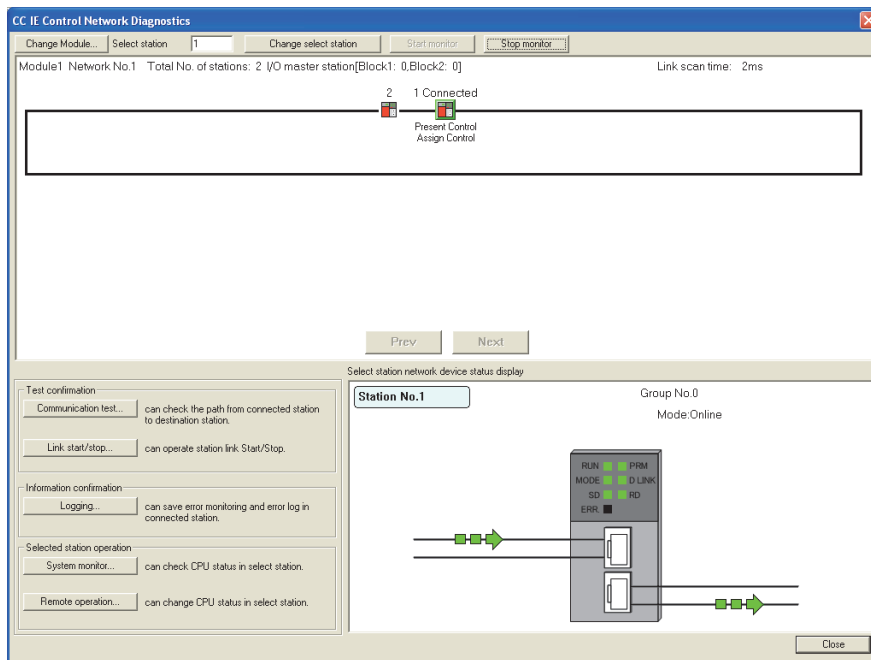 CC IE Control Network Diagnostics
Change Module... Select station 1 Change select station Start monitor Stop monitor
Module1 Network No.1 Total No. of stations: 2 I/O master station[Block1: 0,Block2: 0] Link scan time: 2ms
2 1 Connected
Present Control
Assign Control
Prev Next
Select station network device status display
Test confirmation
Communication test... can check the path from connected station
to destination station.
Link start/stop... can operate station link Start/Stop.
Information confirmation
Logging... can save error monitoring and error log in
connected station.
Selected station operation
System monitor... can check CPU status in select station.
Remote operation... can change CPU status in select station.
Station No.1 Group No.0
Mode:Online
RUN PRM
MODE D LINK
SD RD
ERR.
Close